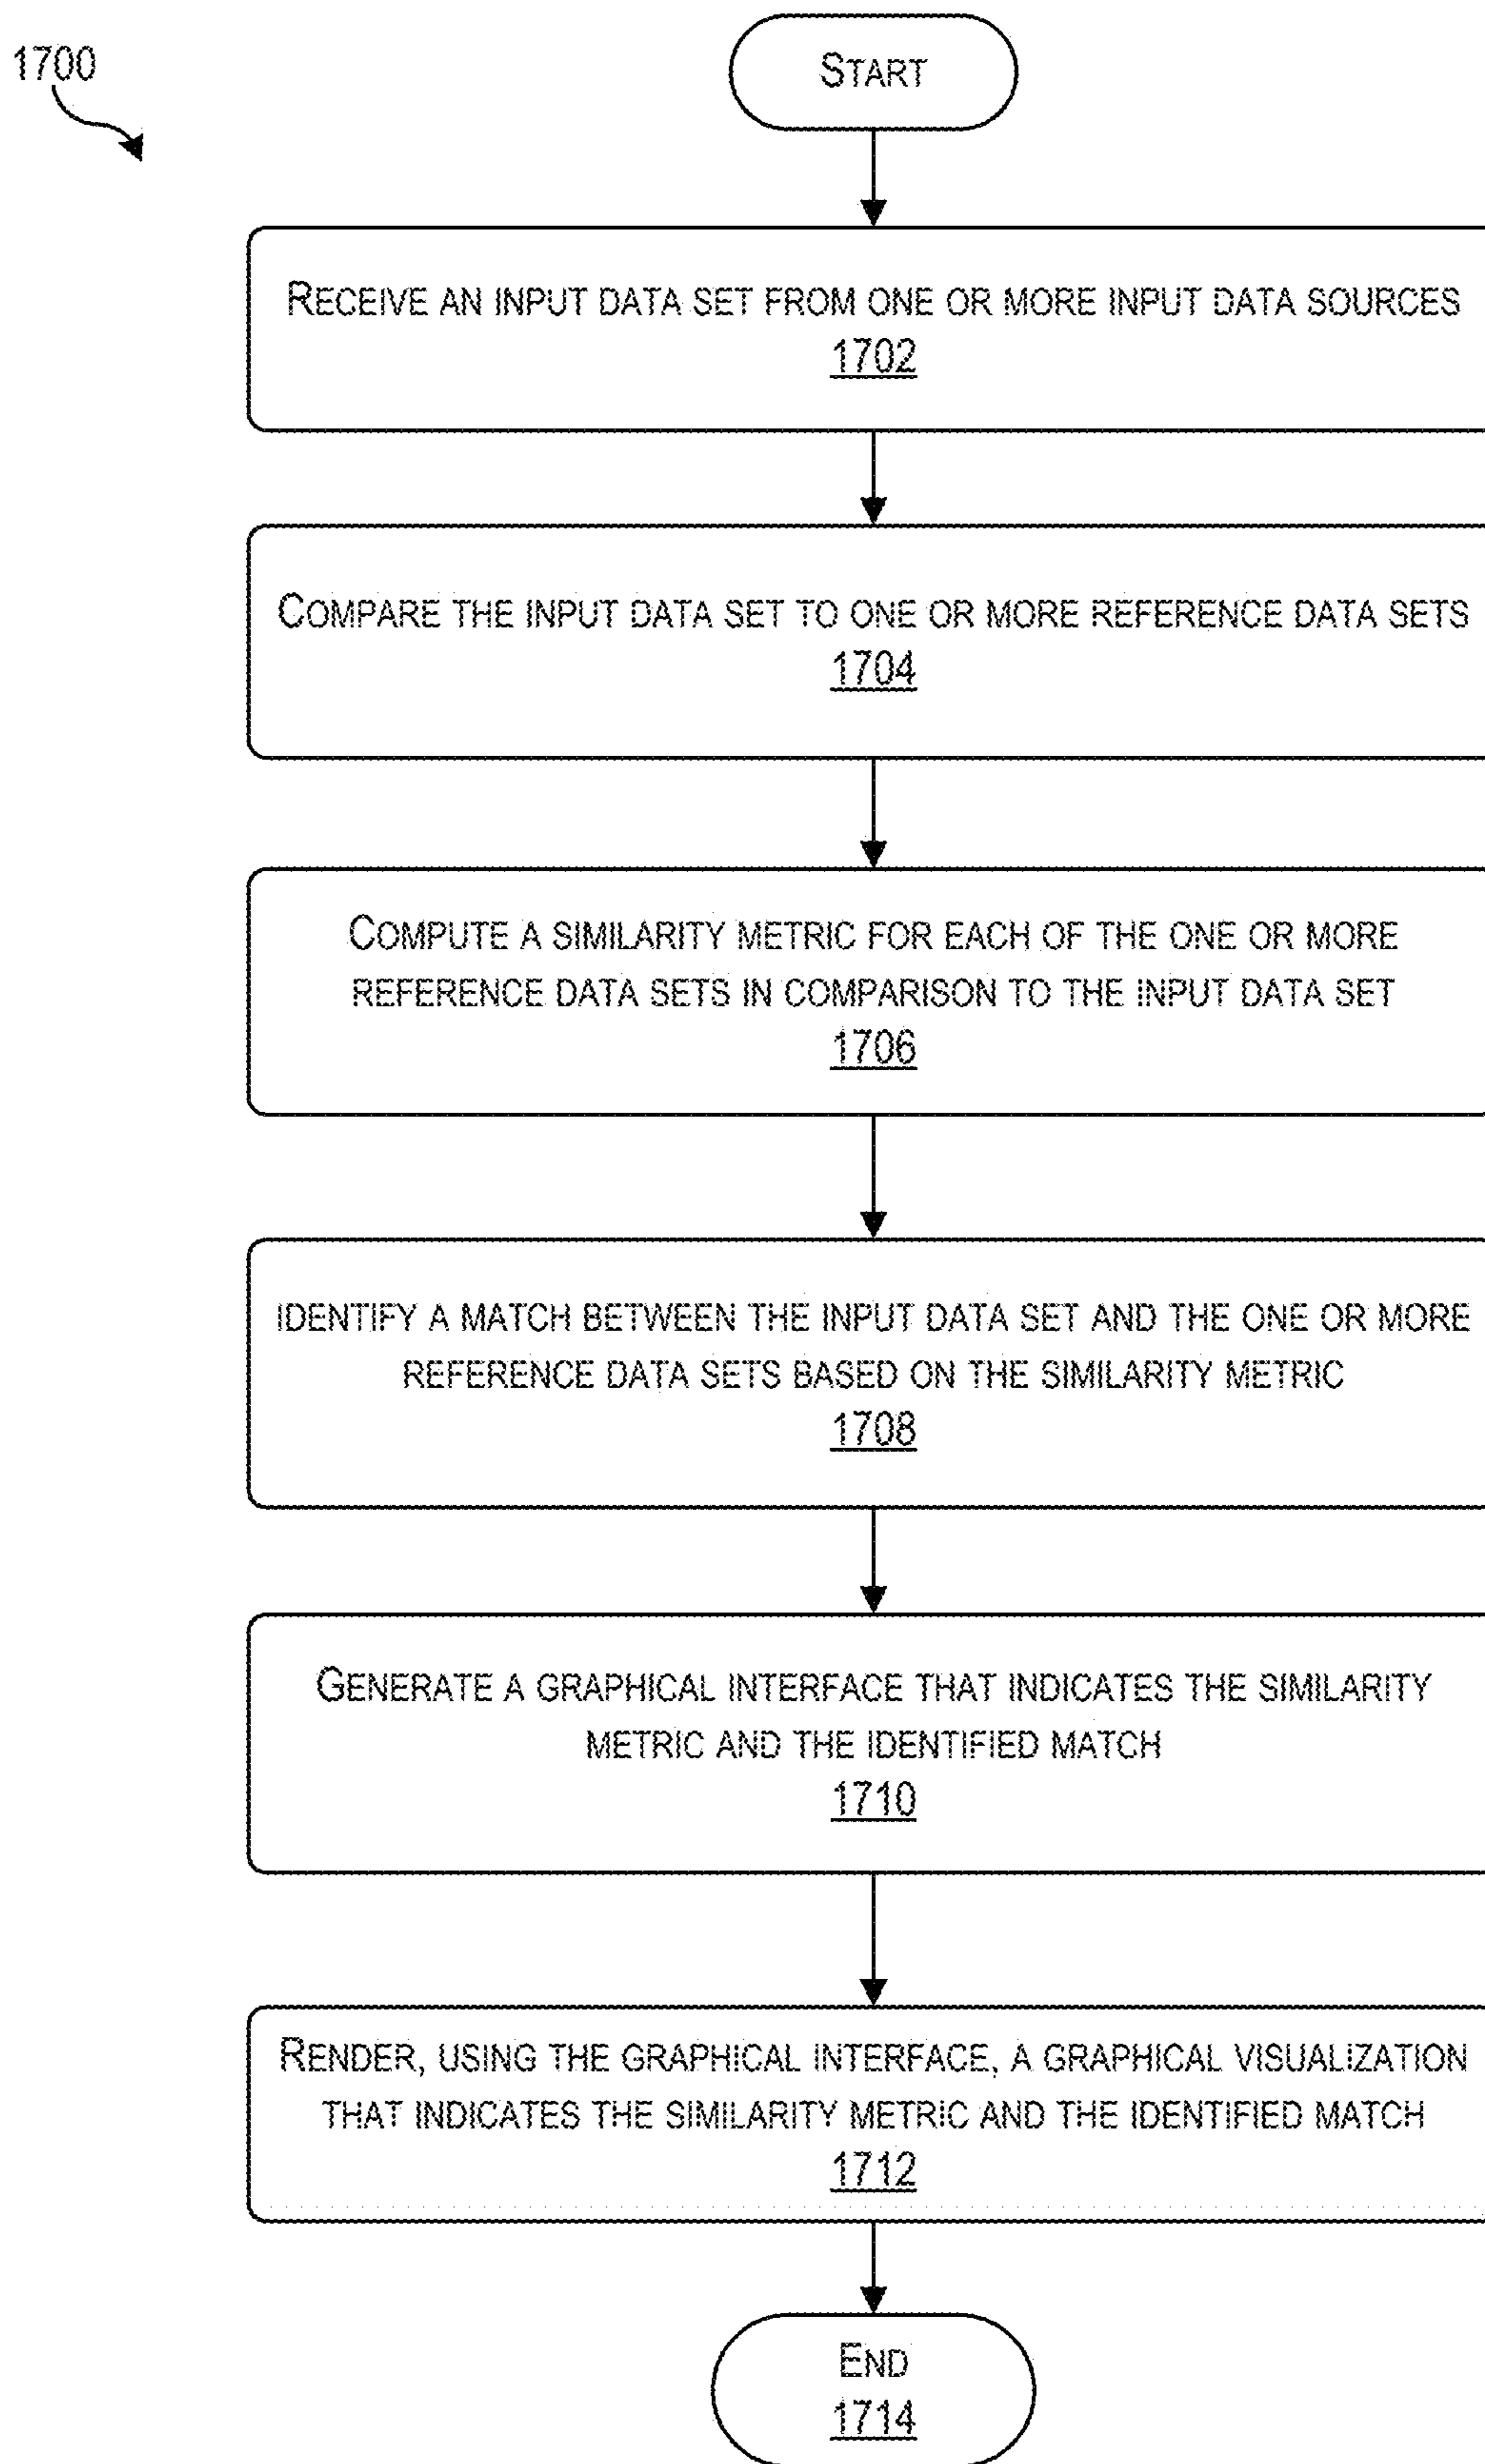 1700
START
RECEIVE AN INPUT DATA SET FROM ONE OR MORE INPUT DATA SOURCES
1702
COMPARE THE INPUT DATA SET TO ONE OR MORE REFERENCE DATA SETS
1704
COMPUTE A SIMILARITY METRIC FOR EACH OF THE ONE OR MORE
REFERENCE DATA SETS IN COMPARISON TO THE INPUT DATA SET
1706
IDENTIFY A MATCH BETWEEN THE INPUT DATA SET AND THE ONE OR MORE
REFERENCE DATA SETS BASED ON THE SIMILARITY METRIC
1708
GENERATE A GRAPHICAL INTERFACE THAT INDICATES THE SIMILARITY
METRIC AND THE IDENTIFIED MATCH
1710
RENDER, USING THE GRAPHICAL INTERFACE, A GRAPHICAL VISUALIZATION
THAT INDICATES THE SIMILARITY METRIC AND THE IDENTIFIED MATCH
1712
END
1714